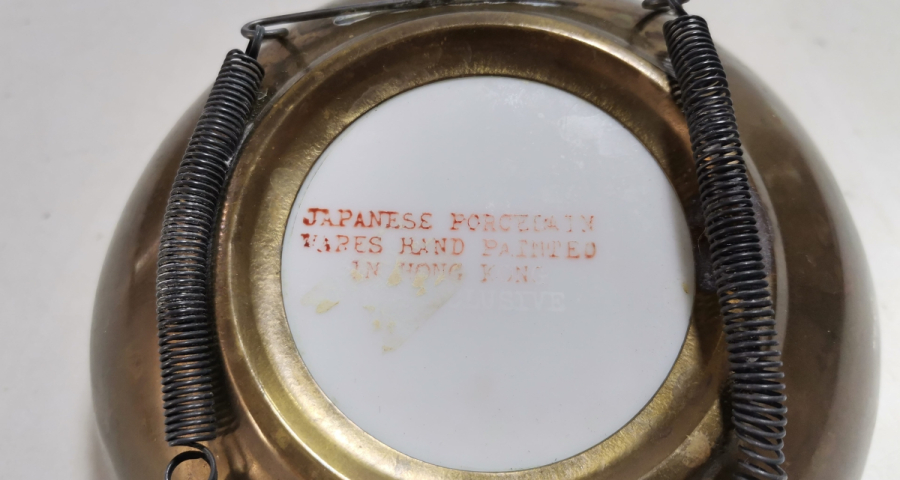 JAPANESE PORCELAIN
WARES HAND PAINTED
IN HONG KONG